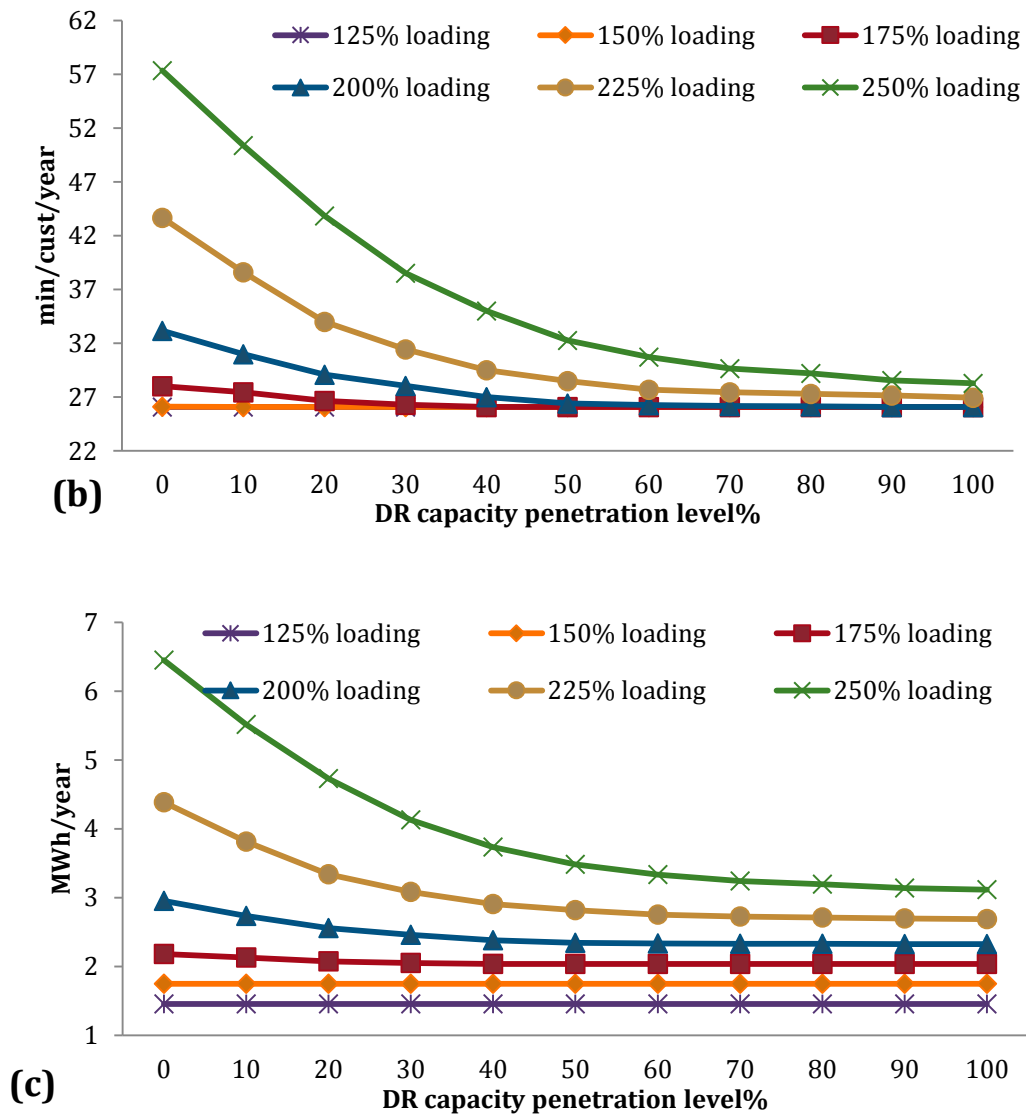 62
125% loading 150% loading 175% loading
57
200% loading 225% loading 250% loading
52
47
42
37
32
27
22
min/cust/year
(b)
0 10 20 30 40 50 60 70 80 90 100
DR capacity penetration level%
7
125% loading 150% loading 175% loading
6
200% loading 225% loading 250% loading
5
4
3
2
1
MWh/year
0 10 20 30 40 50 60 70 80 90 100
(c)
DR capacity penetration level%